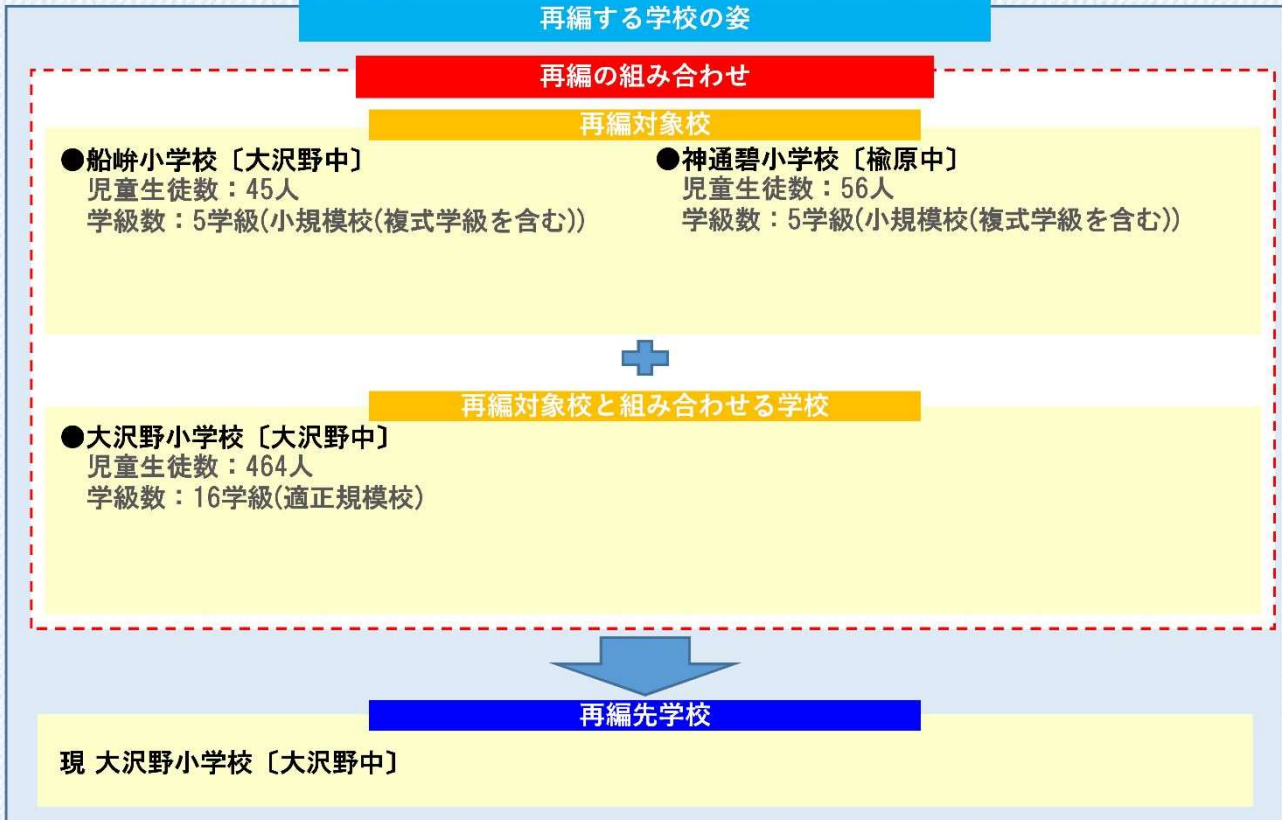 再編する学校の姿
再編の組み合わせ
再編対象校
●船峅小学校〔大沢野中〕
児童生徒数：45人
学級数：5学級(小規模校(複式学級を含む))
●神通碧小学校〔楡原中〕
児童生徒数：56人
学級数：5学級(小規模校(複式学級を含む))
再編対象校と組み合わせる学校
●大沢野小学校〔大沢野中〕
児童生徒数：464人
学級数：16学級(適正規模校)
再編先学校
現 大沢野小学校〔大沢野中〕